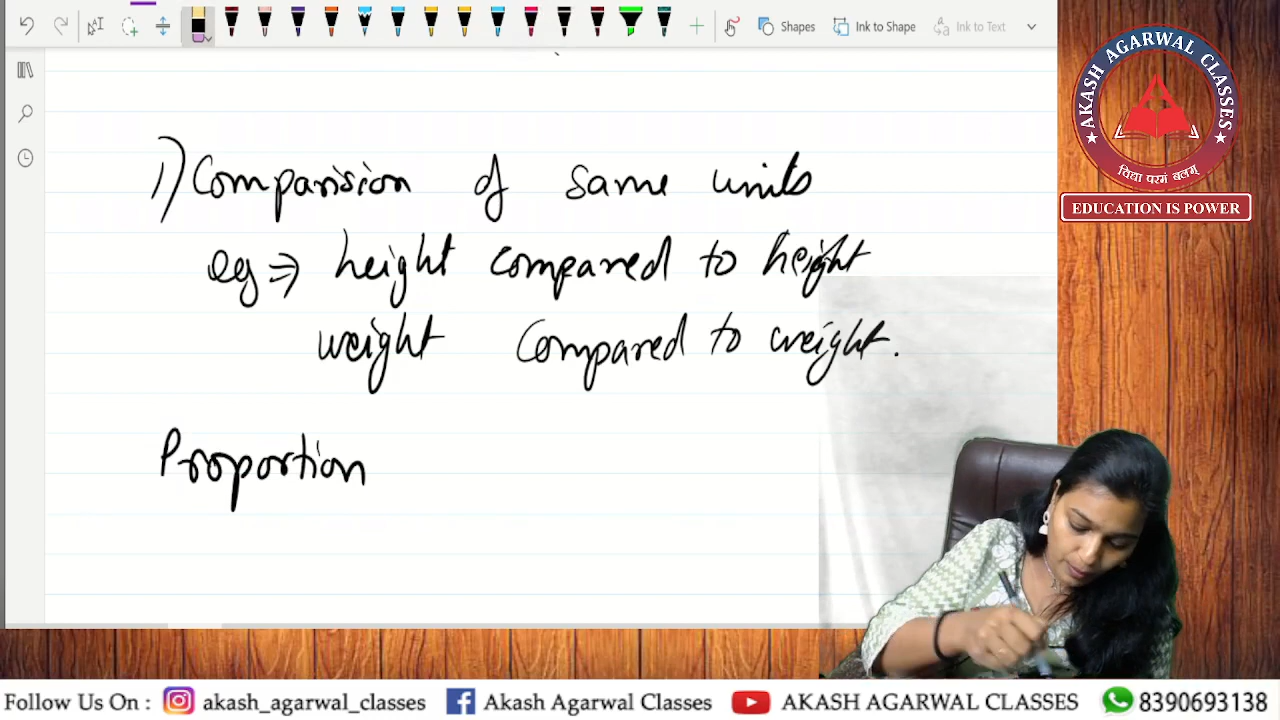 Shapes
Ink to Shape
Ink to Text
AKASH AGARWAL CLASSES
विद्या परमं बलम्
EDUCATION IS POWER
1) Comparision of same units
eg ⇒ height compared to height
weight compared to weight.
Proportion
Follow Us On : akash_agarwal_classes Akash Agarwal Classes AKASH AGARWAL CLASSES 8390693138